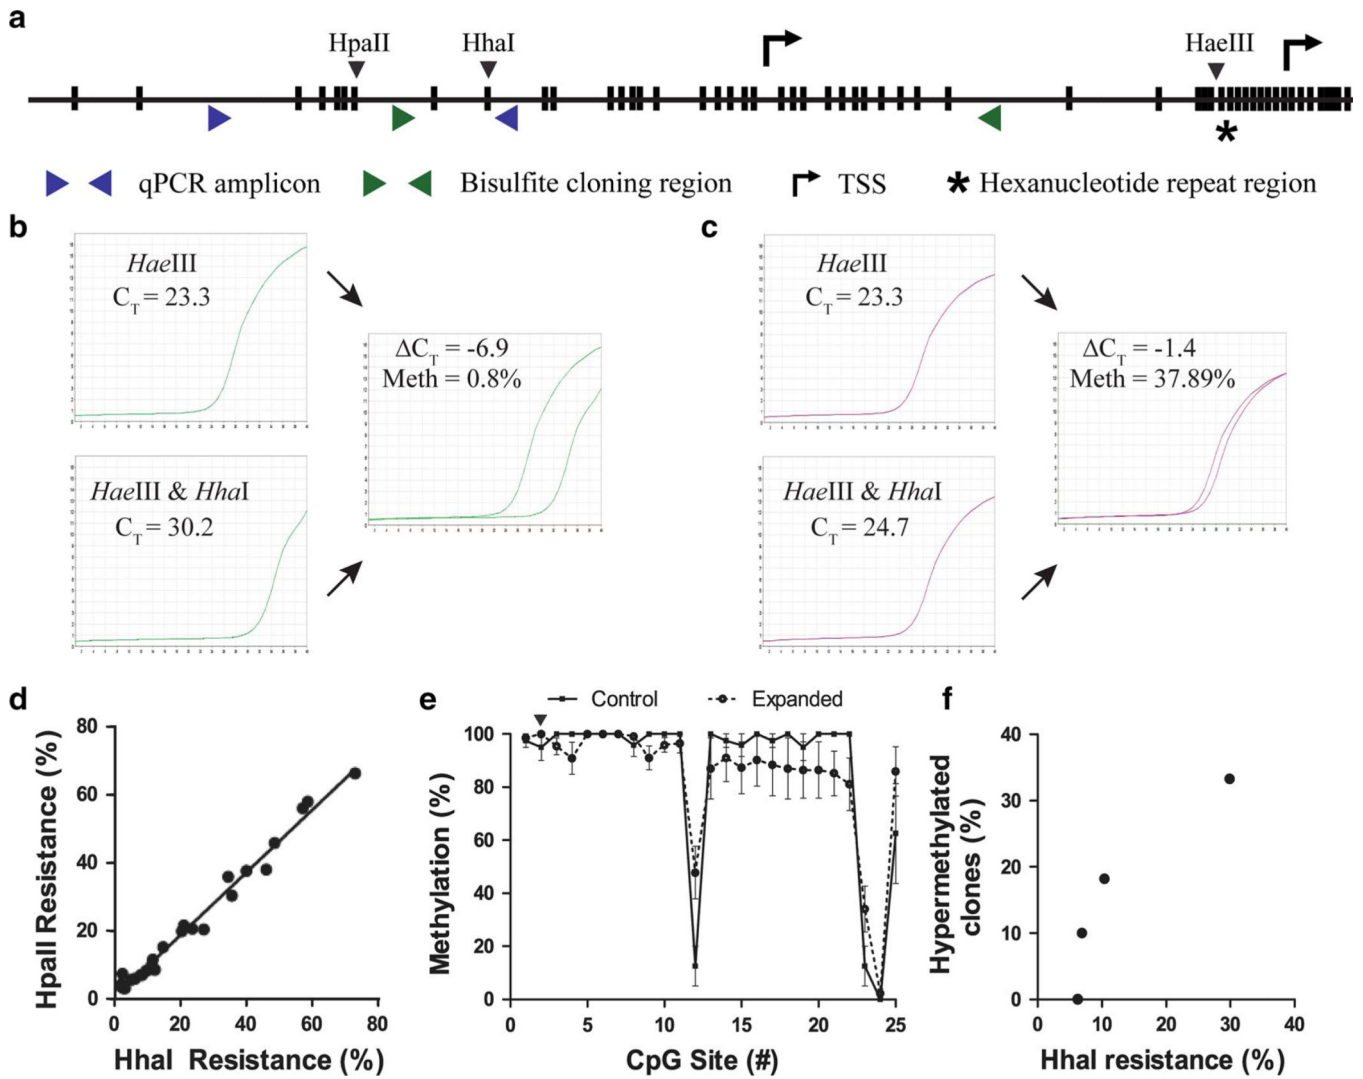 a
HpaII
HhaI
HaeIII
qPCR amplicon
Bisulfite cloning region
TSS
* Hexanucleotide repeat region
b
HaeIII
CT = 23.3
HaeIII & HhaI
CT = 30.2
ΔCT = -6.9
Meth = 0.8%
c
HaeIII
CT = 23.3
HaeIII & HhaI
CT = 24.7
ΔCT = -1.4
Meth = 37.89%
d
HpaII Resistance (%)
80
60
40
20
0
0 20 40 60 80
HhaI Resistance (%)
e
Control
Expanded
Methylation (%)
100
80
60
40
20
0
0 5 10 15 20 25
CpG Site (#)
f
Hypermethylated
clones (%)
40
30
20
10
0
0 10 20 30 40
HhaI resistance (%)